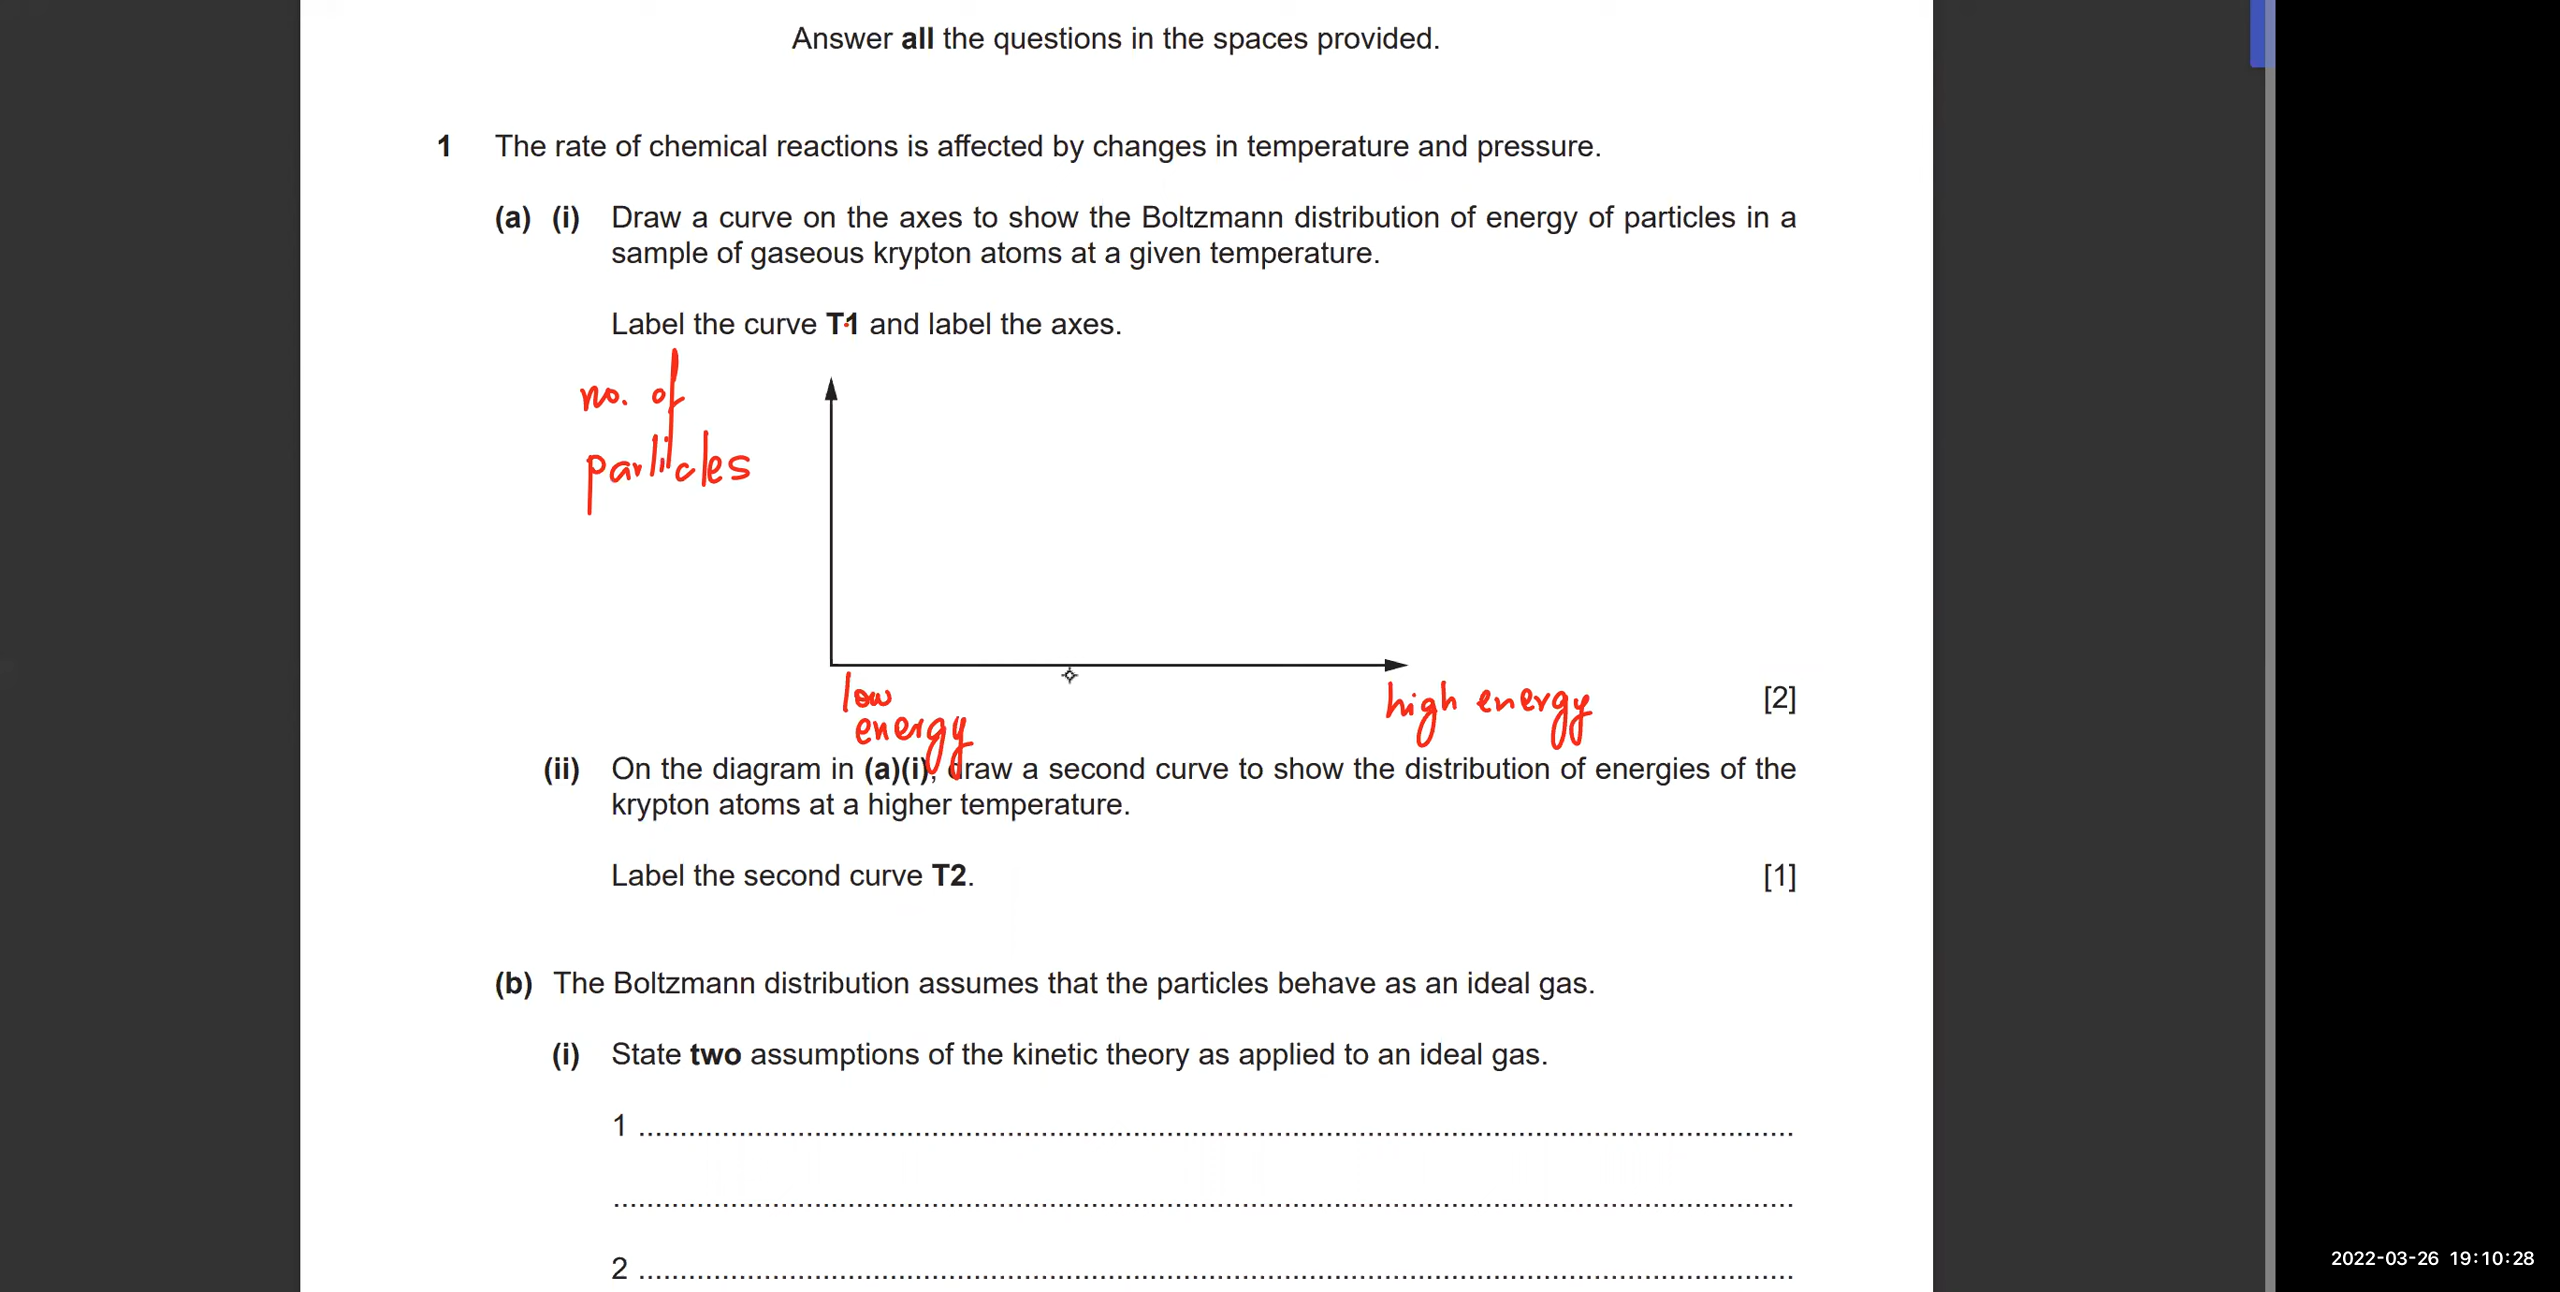 Answer all the questions in the spaces provided.
1 The rate of chemical reactions is affected by changes in temperature and pressure.
(a) (i) Draw a curve on the axes to show the Boltzmann distribution of energy of particles in a
sample of gaseous krypton atoms at a given temperature.
Label the curve T1 and label the axes.
no. of
particles
low
energy
high energy
[2]
(ii) On the diagram in (a)(i), draw a second curve to show the distribution of energies of the
krypton atoms at a higher temperature.
Label the second curve T2. [1]
(b) The Boltzmann distribution assumes that the particles behave as an ideal gas.
(i) State two assumptions of the kinetic theory as applied to an ideal gas.
1
2
2022-03-26 19:10:28